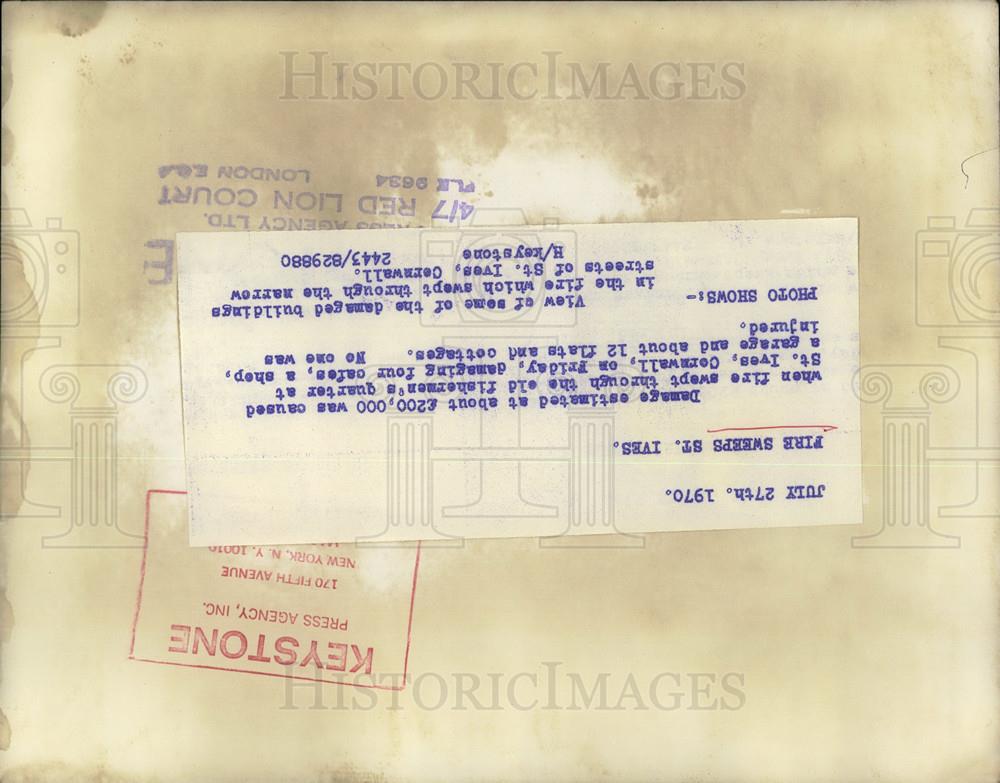 JULY 27th. 1970.
FIRE SWEEPS ST. IVES.
Damage estimated at about £200,000 was caused
when fire swept through the old fishermen's quarter at
St. Ives, Cornwall, on Friday, damaging four cafes, a shop,
a garage and about 12 flats and cottages. No one was
injured.
PHOTO SHOWS:-
View of some of the damaged buildings
in the fire which swept through the narrow
streets of St. Ives, Cornwall.
H/keystone 2443/829880
KEYSTONE
PRESS AGENCY, INC.
170 FIFTH AVENUE
NEW YORK, N. Y. 10010
PRESS AGENCY LTD.
4/7 RED LION COURT
LONDON E.C.4
9634
HISTORICIMAGES
HISTORICIMAGES